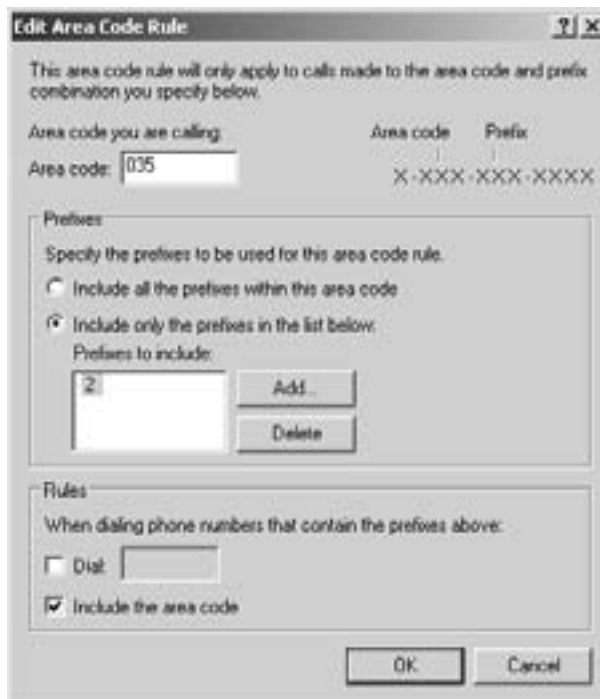 Edit Area Code Rule
This area code rule will only apply to calls made to the area code and prefix
combination you specify below.
Area code you are calling:
Area code: 035
Area code Prefix
X-XXX-XXX-XXXX
Prefixes
Specify the prefixes to be used for this area code rule.
Include all the prefixes within this area code
Include only the prefixes in the list below:
Prefixes to include:
2
Add...
Delete
Rules
When dialing phone numbers that contain the prefixes above:
Dial:
Include the area code
OK
Cancel